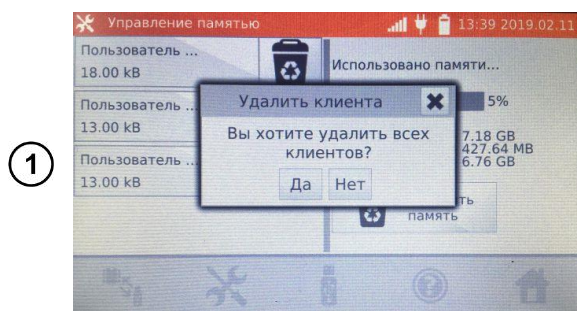 Управление памятью
13:39 2019.02.11
Пользователь ...
18.00 kB
Использовано памяти...
Пользователь ...
13.00 kB
Удалить клиента
5%
Вы хотите удалить всех
клиентов?
7.18 GB
427.64 MB
6.76 GB
Пользователь ...
13.00 kB
Да Нет
память
1